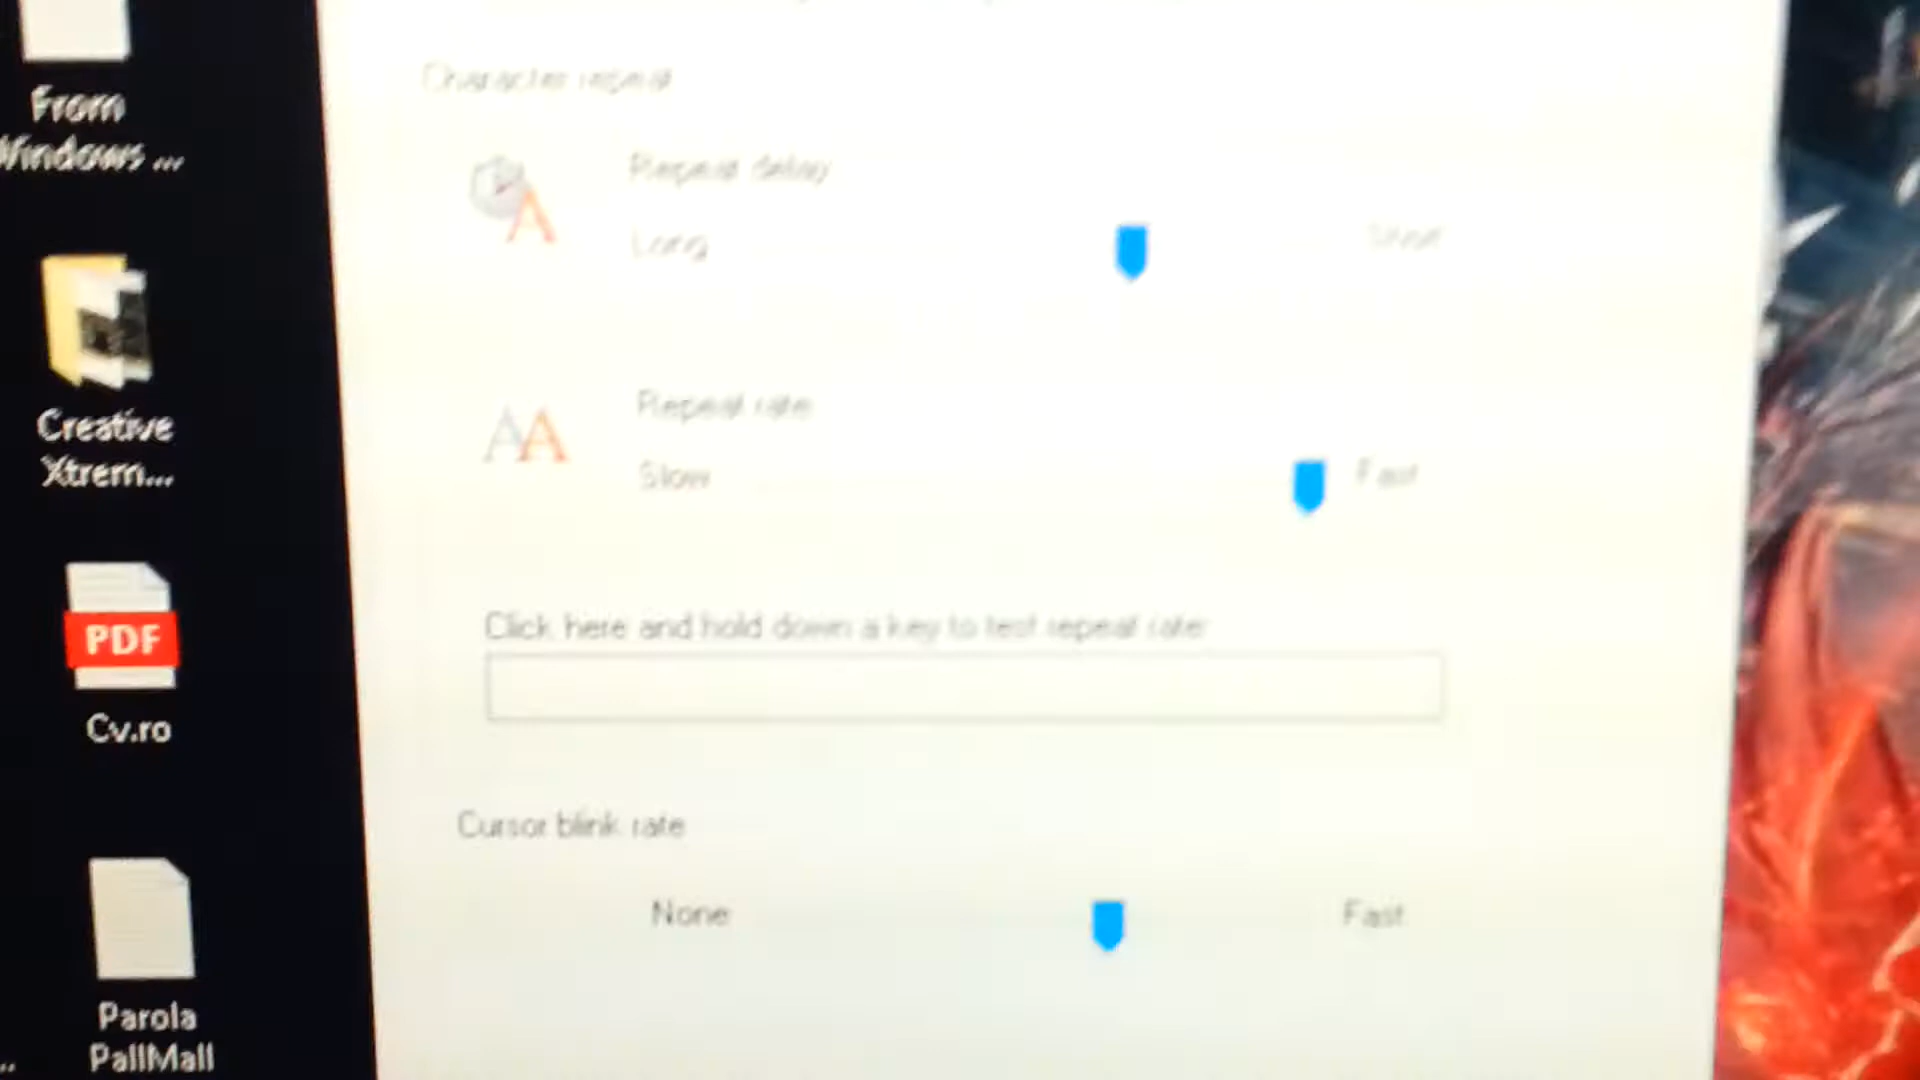 From
Windows ...
Creative
Xtrem...
PDF
Cv.ro
Parola
PallMall
Character repeat
Repeat delay
Long
Short
Repeat rate
Slow
Fast
Click here and hold down a key to test repeat rate:
Cursor blink rate
None
Fast